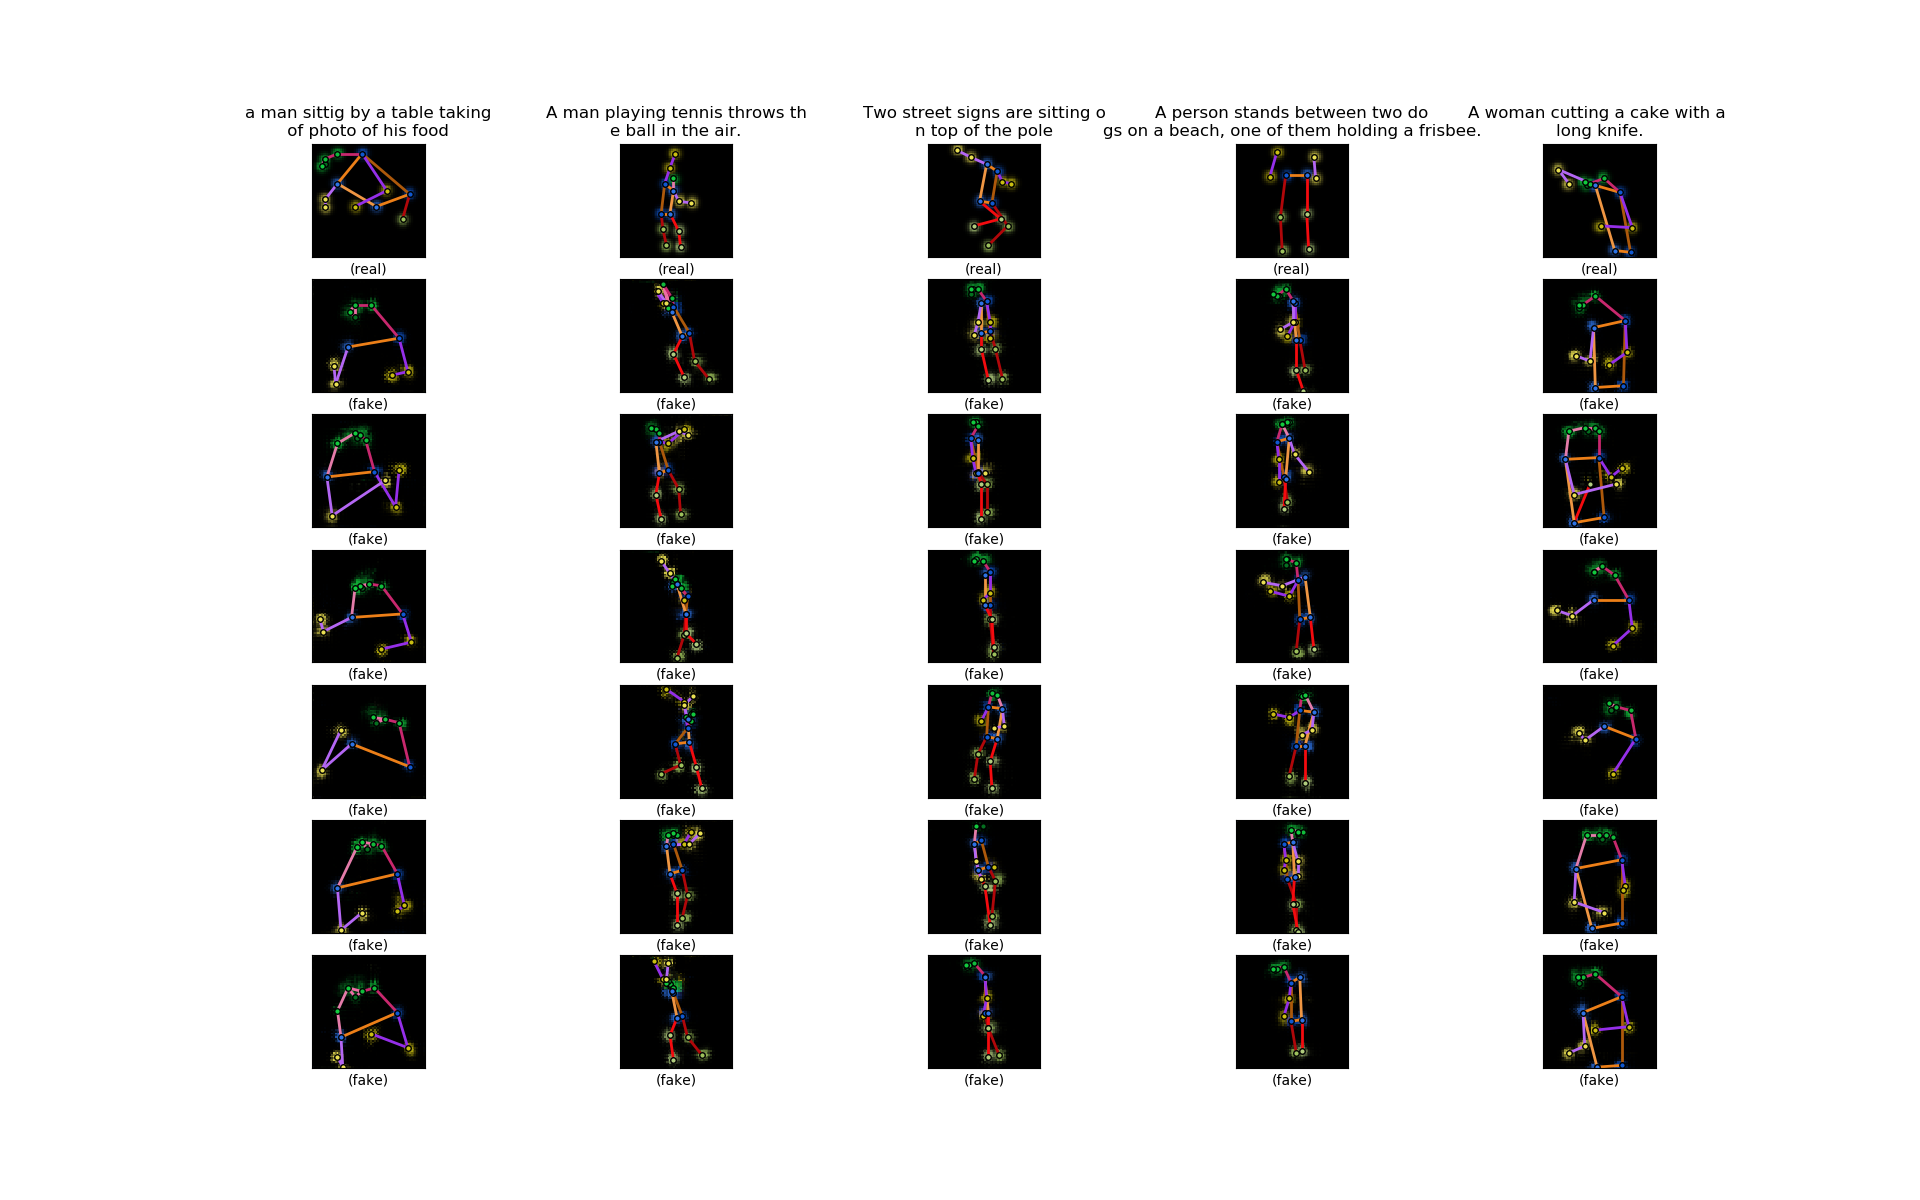 a man sittig by a table taking
of photo of his food
A man playing tennis throws th
e ball in the air.
Two street signs are sitting o
n top of the pole
A person stands between two do
gs on a beach, one of them holding a frisbee.
A woman cutting a cake with a
long knife.
(real) (real) (real) (real) (real)
(fake) (fake) (fake) (fake) (fake)
(fake) (fake) (fake) (fake) (fake)
(fake) (fake) (fake) (fake) (fake)
(fake) (fake) (fake) (fake) (fake)
(fake) (fake) (fake) (fake) (fake)
(fake) (fake) (fake) (fake) (fake)